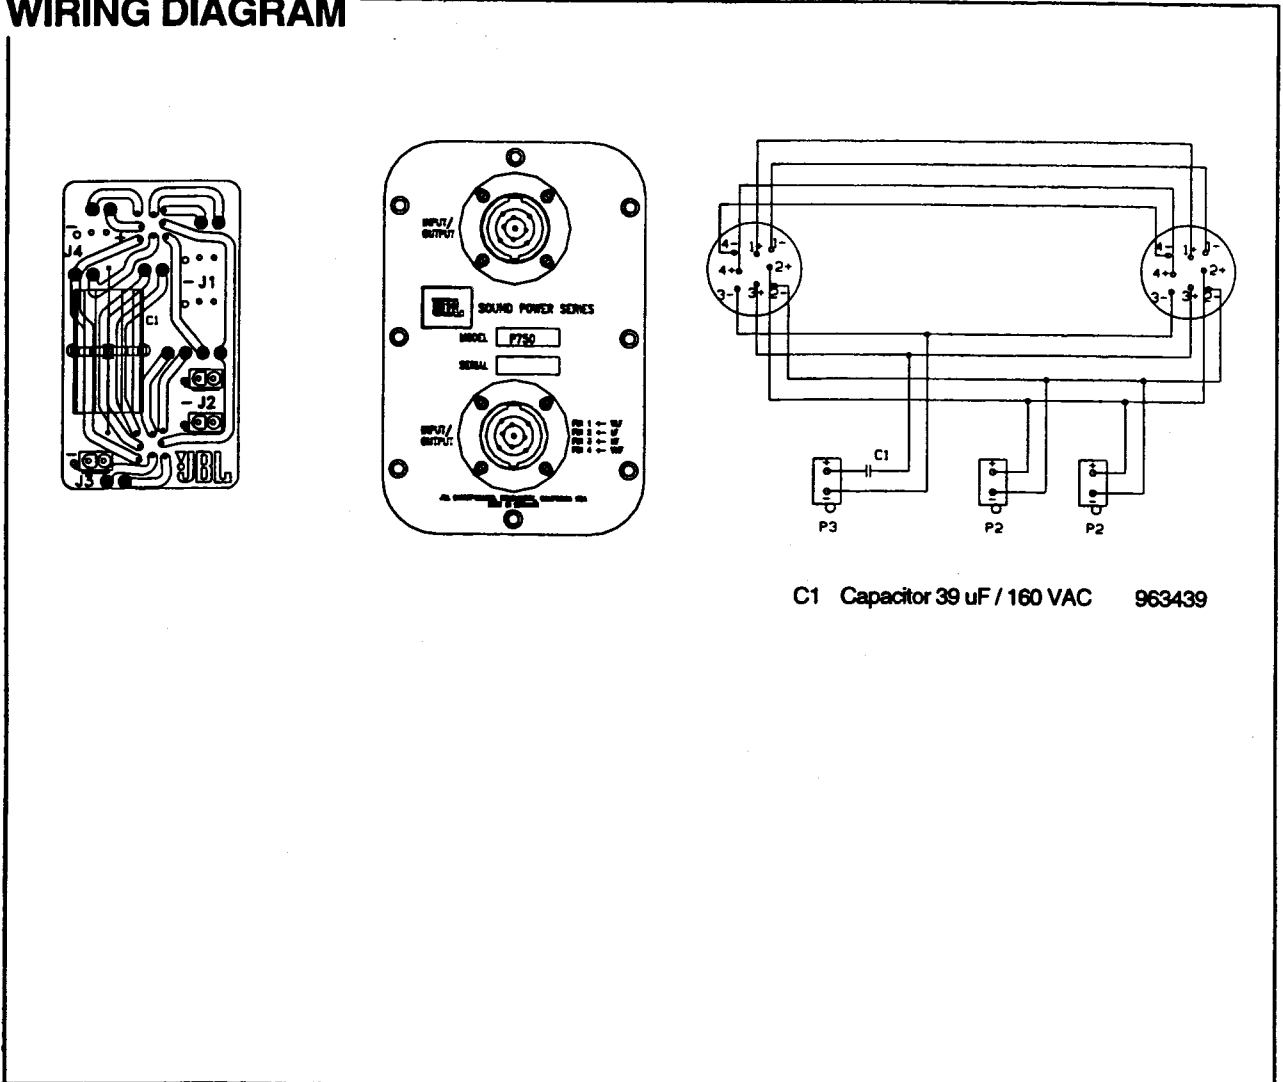 WIRING DIAGRAM
J4
J1
C1
J2
J3
JBL
INPUT/
OUTPUT
SOUND POWER SERIES
MODEL P750
SERIAL
INPUT/
OUTPUT
4- 1+ 1-
4+ 2+
3- 3+ 2-
4- 1+ 1-
4+ 2+
3- 3+ 2-
C1
+ + +
- - -
P3 P2 P2
C1 Capacitor 39 uF / 160 VAC 963439